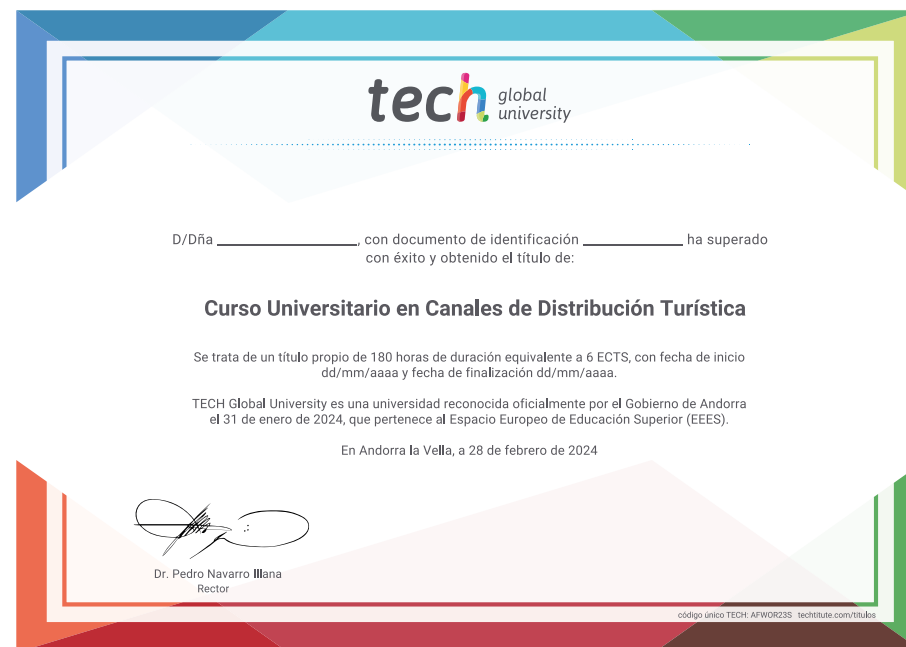 tech global university
D/Dña ____________________, con documento de identificación ______________ ha superado
con éxito y obtenido el título de:
Curso Universitario en Canales de Distribución Turística
Se trata de un título propio de 180 horas de duración equivalente a 6 ECTS, con fecha de inicio
dd/mm/aaaa y fecha de finalización dd/mm/aaaa.
TECH Global University es una universidad reconocida oficialmente por el Gobierno de Andorra
el 31 de enero de 2024, que pertenece al Espacio Europeo de Educación Superior (EEES).
En Andorra la Vella, a 28 de febrero de 2024
Dr. Pedro Navarro Illana
Rector
código único TECH: AFWOR23S techtitute.com/titulos